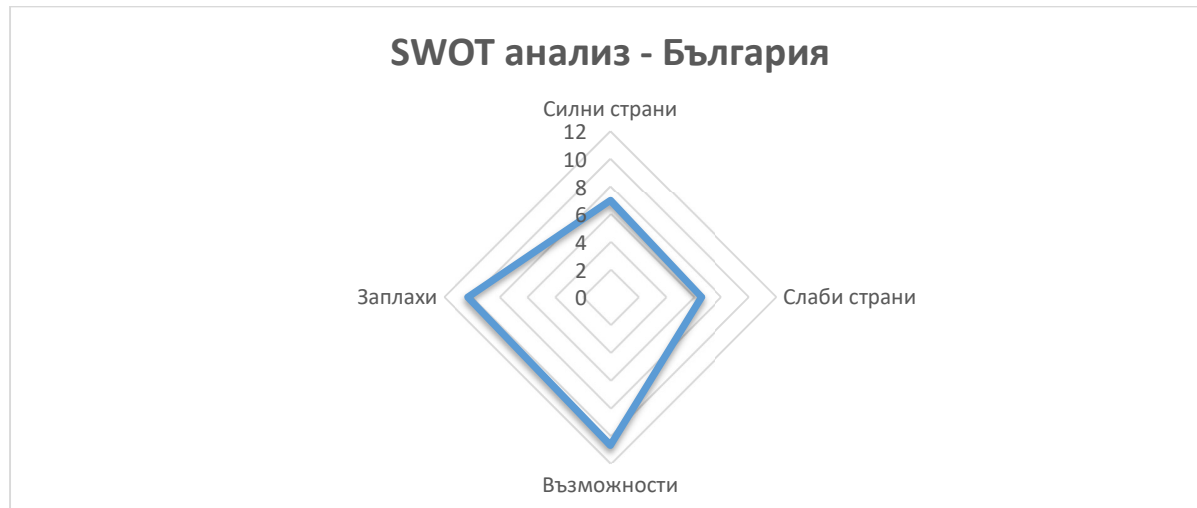 SWOT анализ - България
Силни страни
12
10
8
6
4
2
0
Заплахи
Слаби страни
Възможности